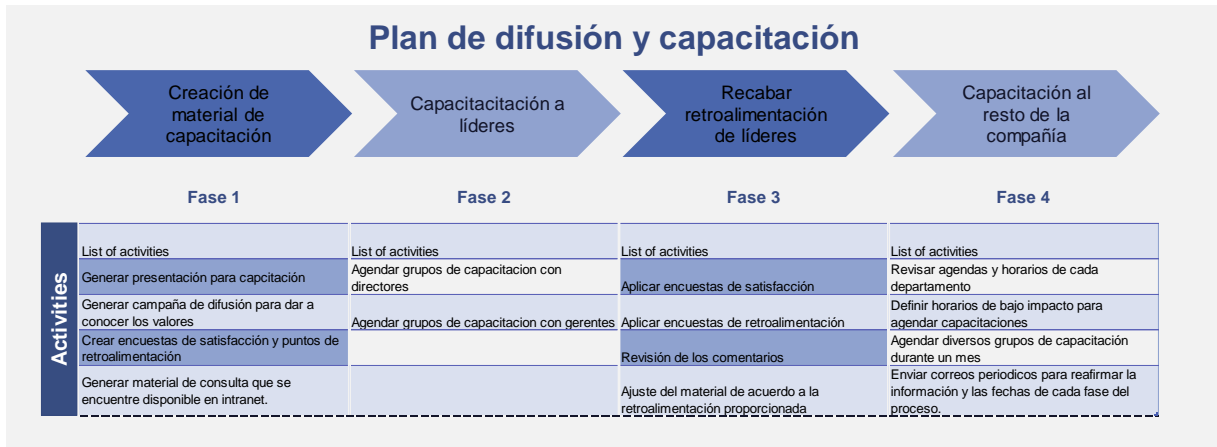 Plan de difusión y capacitación
Creación de
material de
capacitación
Capacitacitación a
líderes
Recabar
retroalimentación
de líderes
Capacitación al
resto de la
compañía
Fase 1
Fase 2
Fase 3
Fase 4
Activities
List of activities
List of activities
List of activities
List of activities
Generar presentación para capcitación
Agendar grupos de capacitacion con
directores
Aplicar encuestas de satisfacción
Revisar agendas y horarios de cada
departamento
Generar campaña de difusión para dar a
conocer los valores
Agendar grupos de capacitacion con gerentes
Aplicar encuestas de retroalimentación
Definir horarios de bajo impacto para
agendar capacitaciones
Crear encuestas de satisfacción y puntos de
retroalimentación
Revisión de los comentarios
Agendar diversos grupos de capacitación
durante un mes
Generar material de consulta que se
encuentre disponible en intranet.
Ajuste del material de acuerdo a la
retroalimentación proporcionada
Enviar correos periodicos para reafirmar la
información y las fechas de cada fase del
proceso.